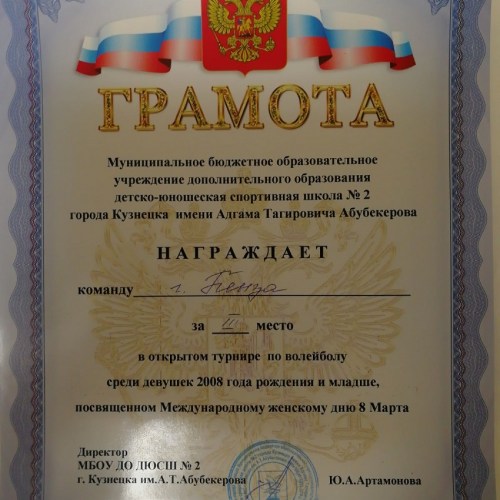 ГРАМОТА
Муниципальное бюджетное образовательное
учреждение дополнительного образования
детско-юношеская спортивная школа № 2
города Кузнецка имени Адгама Тагировича Абубекерова
НАГРАЖДАЕТ
команду г. Пенза
за II место
в открытом турнире по волейболу
среди девушек 2008 года рождения и младше,
посвященном Международному женскому дню 8 Марта
Директор
МБОУ ДО ДЮСШ № 2
г. Кузнецка им.А.Т.Абубекерова Ю.А.Артамонова